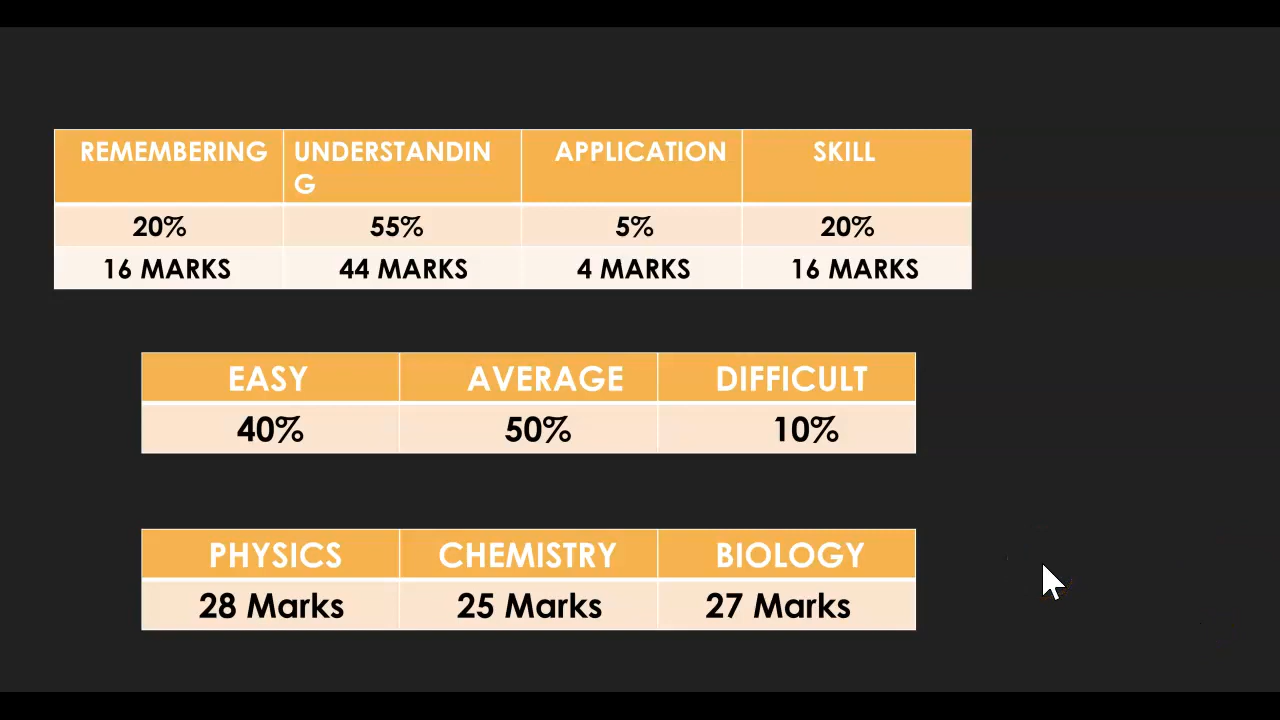 REMEMBERING UNDERSTANDIN APPLICATION SKILL
G
20% 55% 5% 20%
16 MARKS 44 MARKS 4 MARKS 16 MARKS
EASY AVERAGE DIFFICULT
40% 50% 10%
PHYSICS CHEMISTRY BIOLOGY
28 Marks 25 Marks 27 Marks